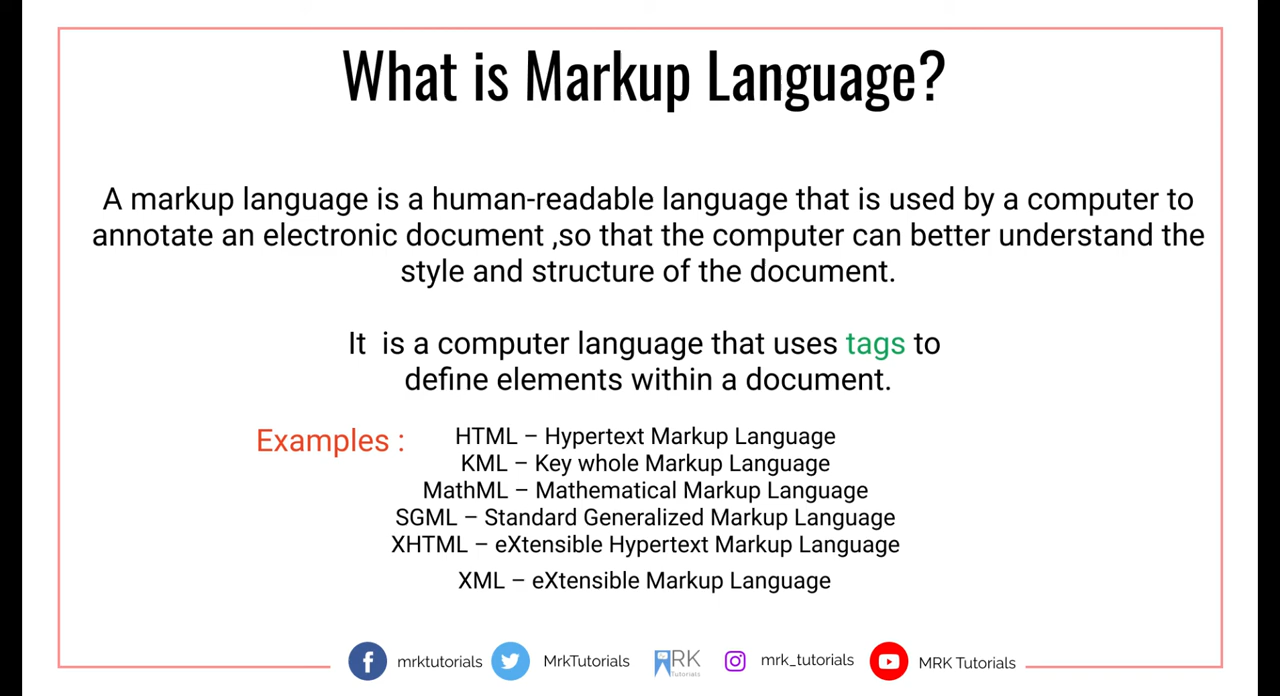 What is Markup Language?
A markup language is a human-readable language that is used by a computer to
annotate an electronic document ,so that the computer can better understand the
style and structure of the document.
It is a computer language that uses tags to
define elements within a document.
Examples :
HTML – Hypertext Markup Language
KML – Key whole Markup Language
MathML – Mathematical Markup Language
SGML – Standard Generalized Markup Language
XHTML – eXtensible Hypertext Markup Language
XML – eXtensible Markup Language
mrktutorials MrkTutorials RK Tutorials mrk_tutorials MRK Tutorials